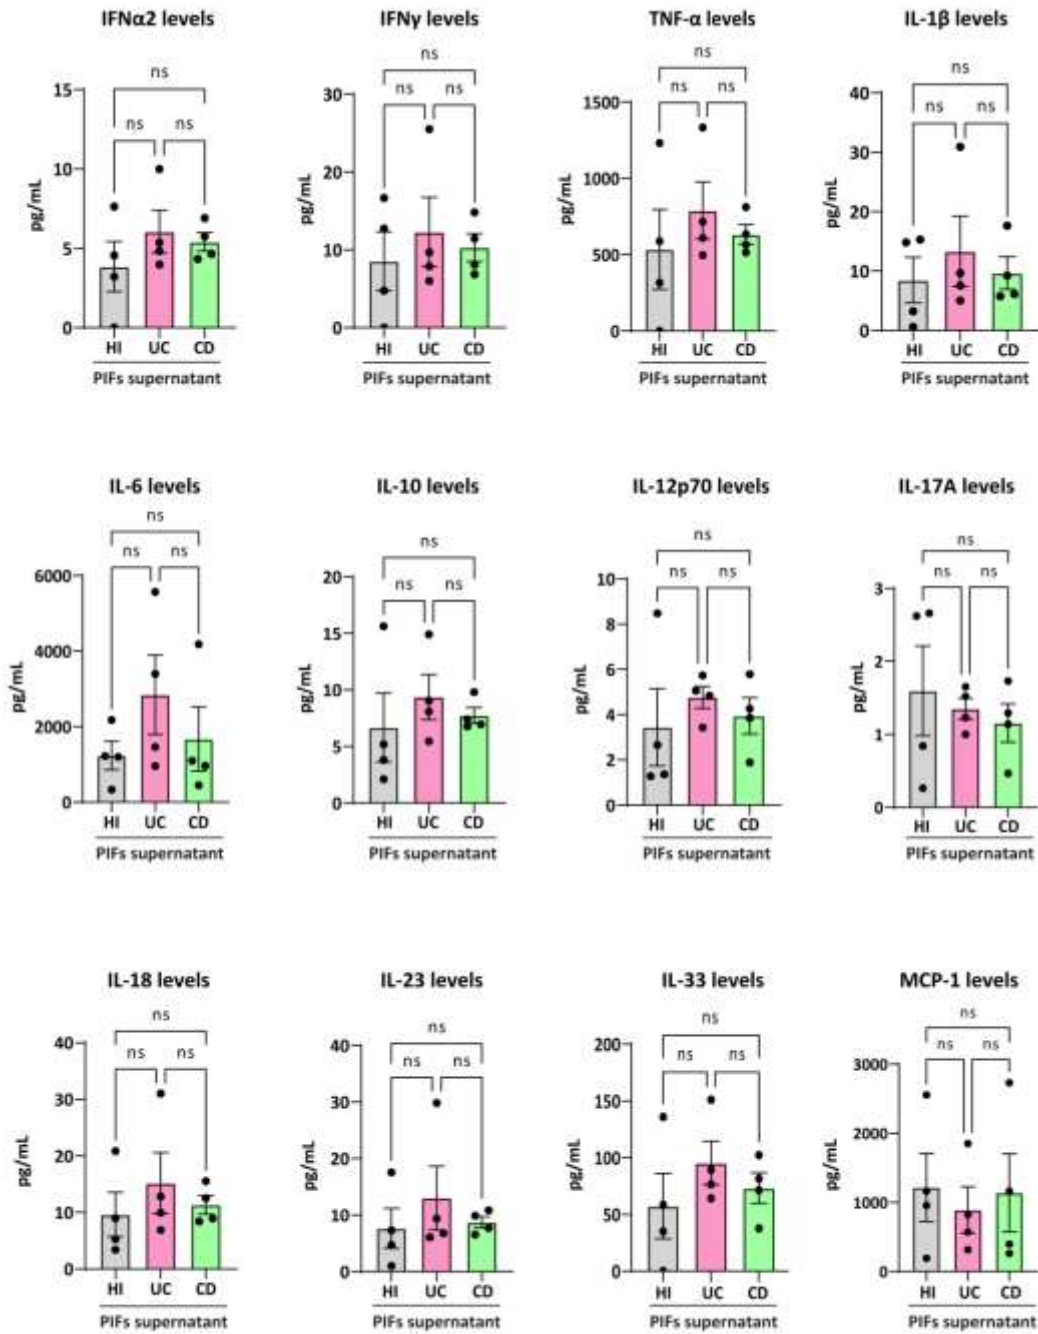 IFNα2 levels
IFNγ levels
TNF-α levels
IL-1β levels
ns
ns
ns
ns
ns ns
ns ns
ns ns
ns ns
pg/mL
15
10
5
0
pg/mL
30
20
10
0
pg/mL
1500
1000
500
0
pg/mL
40
30
20
10
0
HI UC CD
HI UC CD
HI UC CD
HI UC CD
PIFs supernatant
PIFs supernatant
PIFs supernatant
PIFs supernatant
IL-6 levels
IL-10 levels
IL-12p70 levels
IL-17A levels
ns
ns
ns
ns
ns ns
ns ns
ns ns
ns ns
pg/mL
6000
4000
2000
0
pg/mL
20
15
10
5
0
pg/mL
10
8
6
4
2
0
pg/mL
3
2
1
0
HI UC CD
HI UC CD
HI UC CD
HI UC CD
PIFs supernatant
PIFs supernatant
PIFs supernatant
PIFs supernatant
IL-18 levels
IL-23 levels
IL-33 levels
MCP-1 levels
ns
ns
ns
ns
ns ns
ns ns
ns ns
ns ns
pg/mL
40
30
20
10
0
pg/mL
40
30
20
10
0
pg/mL
200
150
100
50
0
pg/mL
3000
2000
1000
0
HI UC CD
HI UC CD
HI UC CD
HI UC CD
PIFs supernatant
PIFs supernatant
PIFs supernatant
PIFs supernatant